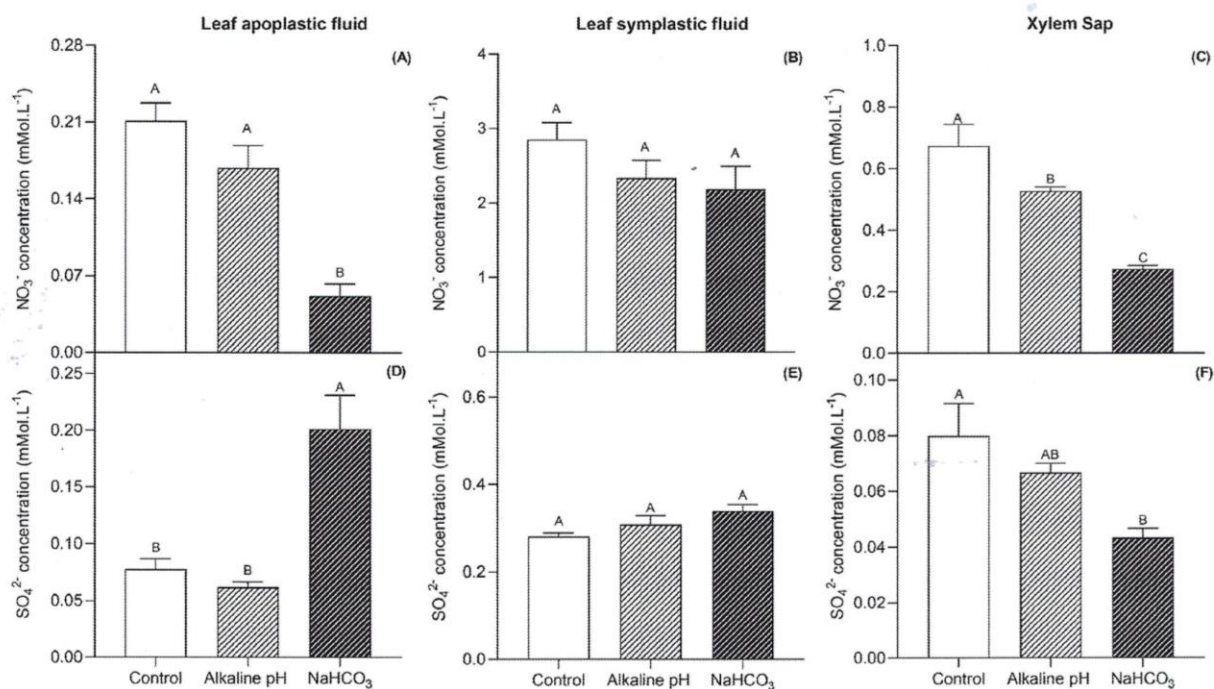 Leaf apoplastic fluid
Leaf symplastic fluid
Xylem Sap
(A)
NO₃⁻ concentration (mMol.L⁻¹)
0.28
0.21
0.14
0.07
0.00
A
A
B
(B)
NO₃⁻ concentration (mMol.L⁻¹)
4
3
2
1
0
A
A
A
(C)
NO₃⁻ concentration (mMol.L⁻¹)
1.0
0.8
0.6
0.4
0.2
0.0
A
B
C
(D)
SO₄²⁻ concentration (mMol.L⁻¹)
0.25
0.20
0.15
0.10
0.05
0.00
B
B
A
Control Alkaline pH NaHCO₃
(E)
SO₄²⁻ concentration (mMol.L⁻¹)
0.6
0.4
0.2
0.0
A
A
A
Control Alkaline pH NaHCO₃
(F)
SO₄²⁻ concentration (mMol.L⁻¹)
0.10
0.08
0.06
0.04
0.02
0.00
A
AB
B
Control Alkaline pH NaHCO₃